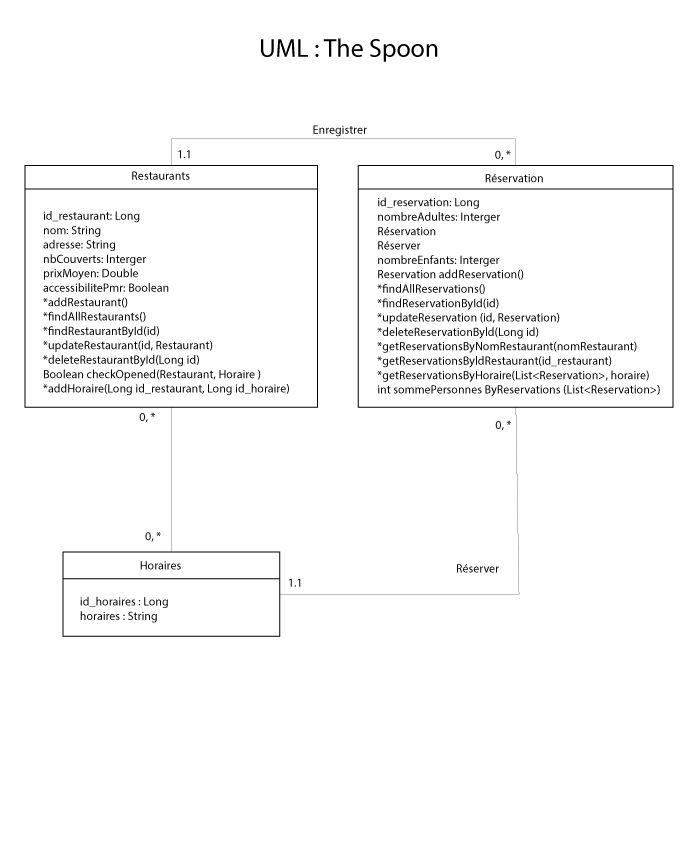 UML : The Spoon
Enregistrer
1.1
0, *
Restaurants
id_restaurant: Long
nom: String
adresse: String
nbCouverts: Interger
prixMoyen: Double
accessibilitePmr: Boolean
*addRestaurant()
*findAllRestaurants()
*findRestaurantById(id)
*updateRestaurant(id, Restaurant)
*deleteRestaurantById(Long id)
Boolean checkOpened(Restaurant, Horaire )
*addHoraire(Long id_restaurant, Long id_horaire)
Réservation
id_reservation: Long
nombreAdultes: Interger
Réservation
Réserver
nombreEnfants: Interger
Reservation addReservation()
*findAllReservations()
*findReservationById(id)
*updateReservation (id, Reservation)
*deleteReservationById(Long id)
*getReservationsByNomRestaurant(nomRestaurant)
*getReservationsByIdRestaurant(id_restaurant)
*getReservationsByHoraire(List<Reservation>, horaire)
int sommePersonnes ByReservations (List<Reservation>)
0, *
0, *
0, *
Horaires
id_horaires : Long
horaires : String
1.1
Réserver